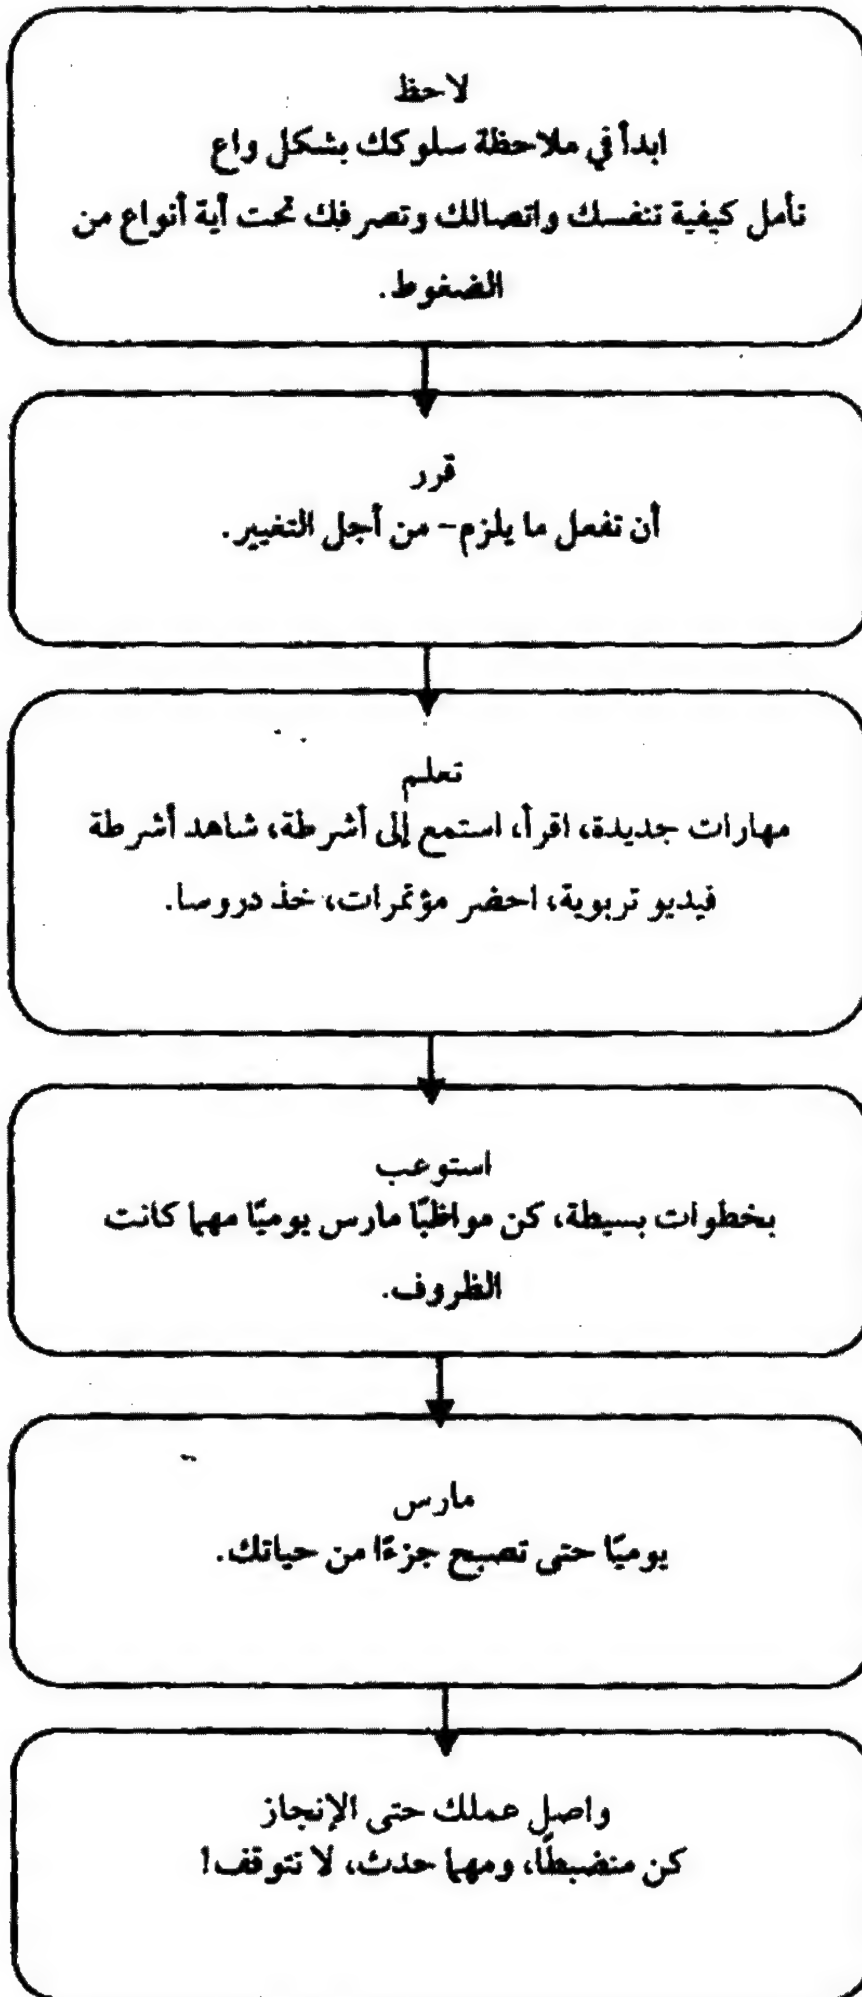 لاحظ
ابدأ في ملاحظة سلوكك بشكل واع
تأمل كيفية تنفسك واتصالك وتصرفك تحت أية أنواع من
الضغوط.
قرر
أن تفعل ما يلزم- من أجل التغيير.
تعلم
مهارات جديدة، اقرأ، استمع إلى أشرطة، شاهد أشرطة
فيديو تربوية، احضر مؤتمرات، خذ دروسا.
استوعب
بخطوات بسيطة، كن مواظبًا مارس يوميًا مهما كانت
الظروف.
مارس
يوميًا حتى تصبح جزءًا من حياتك.
واصل عملك حتى الإنجاز
كن منضبطًا، ومهما حدث، لا تتوقف!